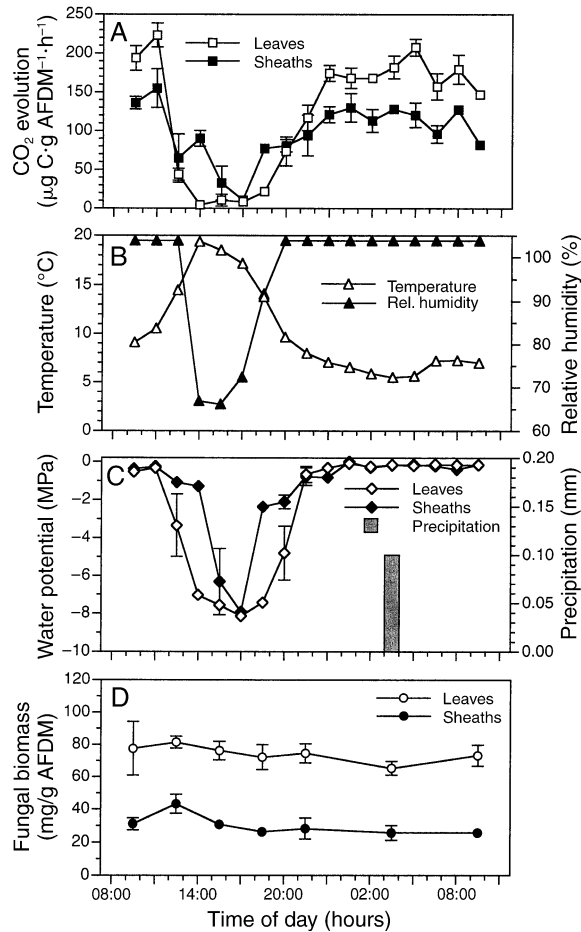 A
Leaves
Sheaths
CO₂ evolution
(μg C·g AFDM⁻¹·h⁻¹)
250
200
150
100
50
0
B
Temperature
Rel. humidity
Temperature (°C)
20
15
10
5
0
Relative humidity (%)
100
90
80
70
60
C
Leaves
Sheaths
Precipitation
Water potential (MPa)
0
−2
−4
−6
−8
−10
Precipitation (mm)
0.20
0.15
0.10
0.05
0.00
D
Leaves
Sheaths
Fungal biomass
(mg/g AFDM)
120
100
80
60
40
20
0
08:00 14:00 20:00 02:00 08:00
Time of day (hours)